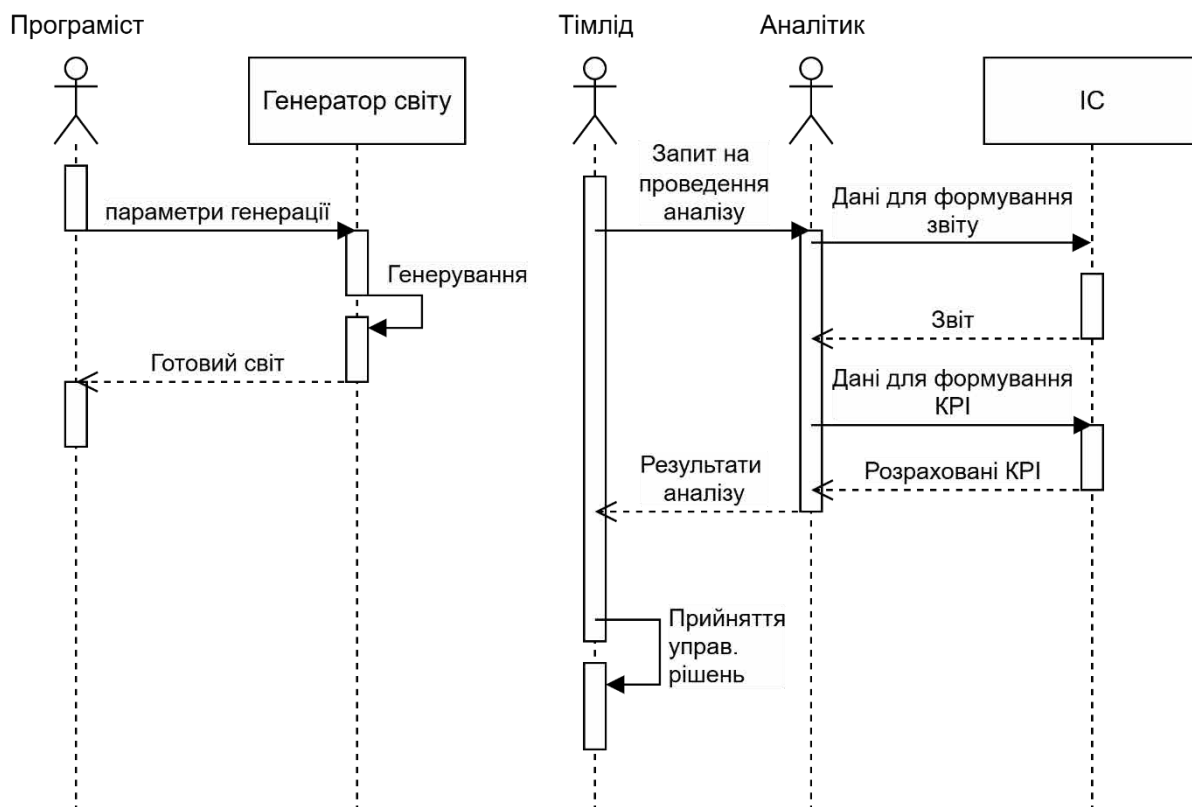 Програміст
Тімлід
Аналітик
Генератор світу
ІС
параметри генерації
Генерування
Готовий світ
Запит на
проведення
аналізу
Дані для формування
звіту
Звіт
Дані для формування
КРІ
Розраховані КРІ
Результати
аналізу
Прийняття
управ.
рішень